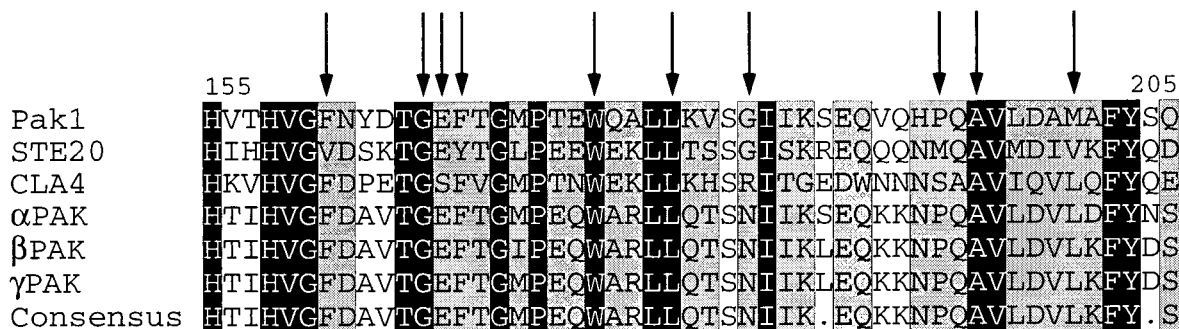 155 205
Pak1 HVTHVGFNYDTGEFTGMPTEWQALLKVSGIIKSEQVQHPQAVLDAMAFYSQ
STE20 HIHHVGVDSKTGEYTGLPEEWEKLLTSSGISKREQQQNMQAVMDIVKFYQD
CLA4 HKVHVGFDPETGSFVGMPTNWEKLLKHSRITGEDWNNNSAAVIQVLQFYQE
αPAK HTIHVGFDAVTGEFTGMPEQWARLLQTSNIIKSEQKKNPQAVLDVLDFYNS
βPAK HTIHVGFDAVTGEFTGIPEQWARLLQTSNIIKLEQKKNPQAVLDVLKFYDS
γPAK HTIHVGFDAVTGEFTGMPEQWARLLQTSNIIKLEQKKNPQAVLDVLKFYDS
Consensus HTIHVGFDAVTGEFTGMPEQWARLLQTSNIIK.EQKKNPQAVLDVLKFY.S